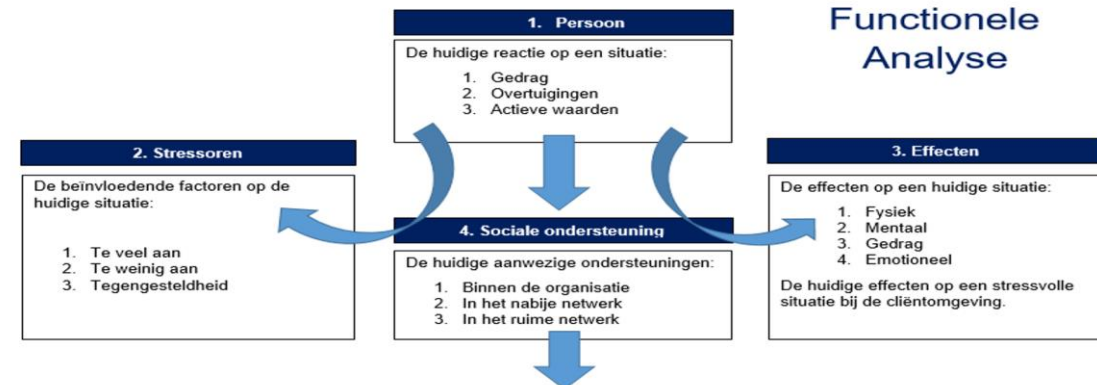 Functionele
Analyse
1. Persoon
De huidige reactie op een situatie:
1. Gedrag
2. Overtuigingen
3. Actieve waarden
2. Stressoren
De beïnvloedende factoren op de
huidige situatie:
1. Te veel aan
2. Te weinig aan
3. Tegengesteldheid
3. Effecten
De effecten op een huidige situatie:
1. Fysiek
2. Mentaal
3. Gedrag
4. Emotioneel
De huidige effecten op een stressvolle
situatie bij de cliëntomgeving.
4. Sociale ondersteuning
De huidige aanwezige ondersteuningen:
1. Binnen de organisatie
2. In het nabije netwerk
3. In het ruime netwerk